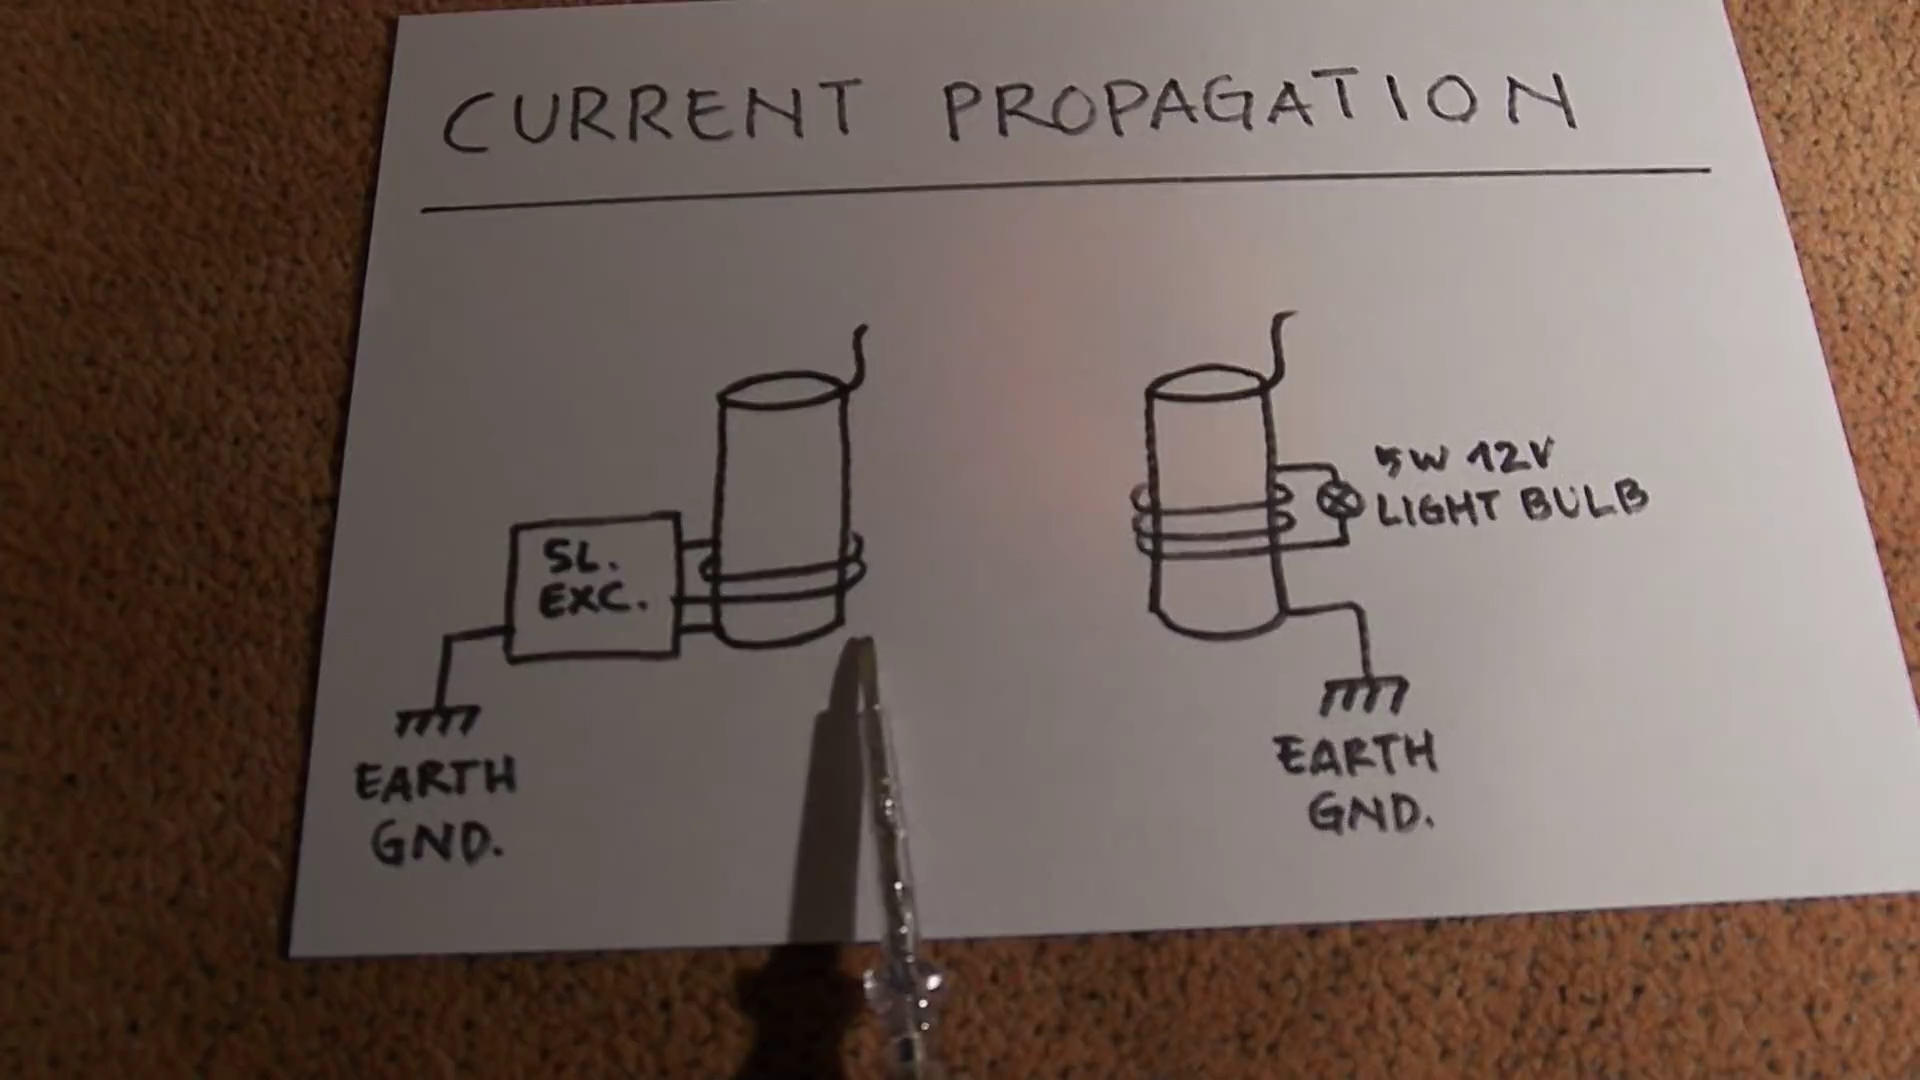 CURRENT PROPAGATION
SL.
EXC.
EARTH
GND.
5W 12V
LIGHT BULB
EARTH
GND.